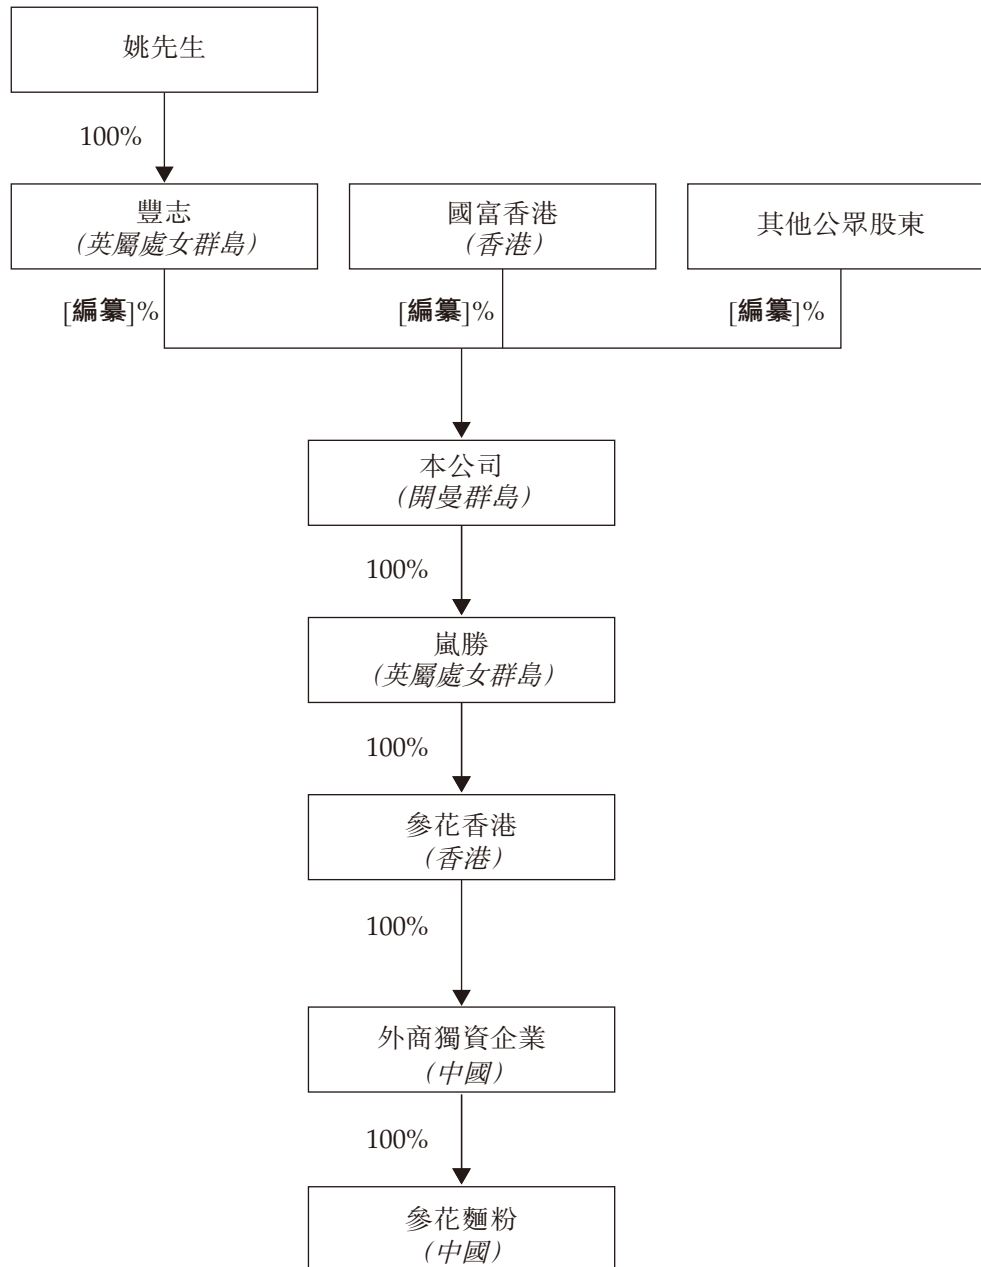 姚先生
100%
豐志
(英屬處女群島)
國富香港
(香港)
其他公眾股東
[編纂]%
[編纂]%
[編纂]%
本公司
(開曼群島)
100%
嵐勝
(英屬處女群島)
100%
參花香港
(香港)
100%
外商獨資企業
(中國)
100%
參花麵粉
(中國)